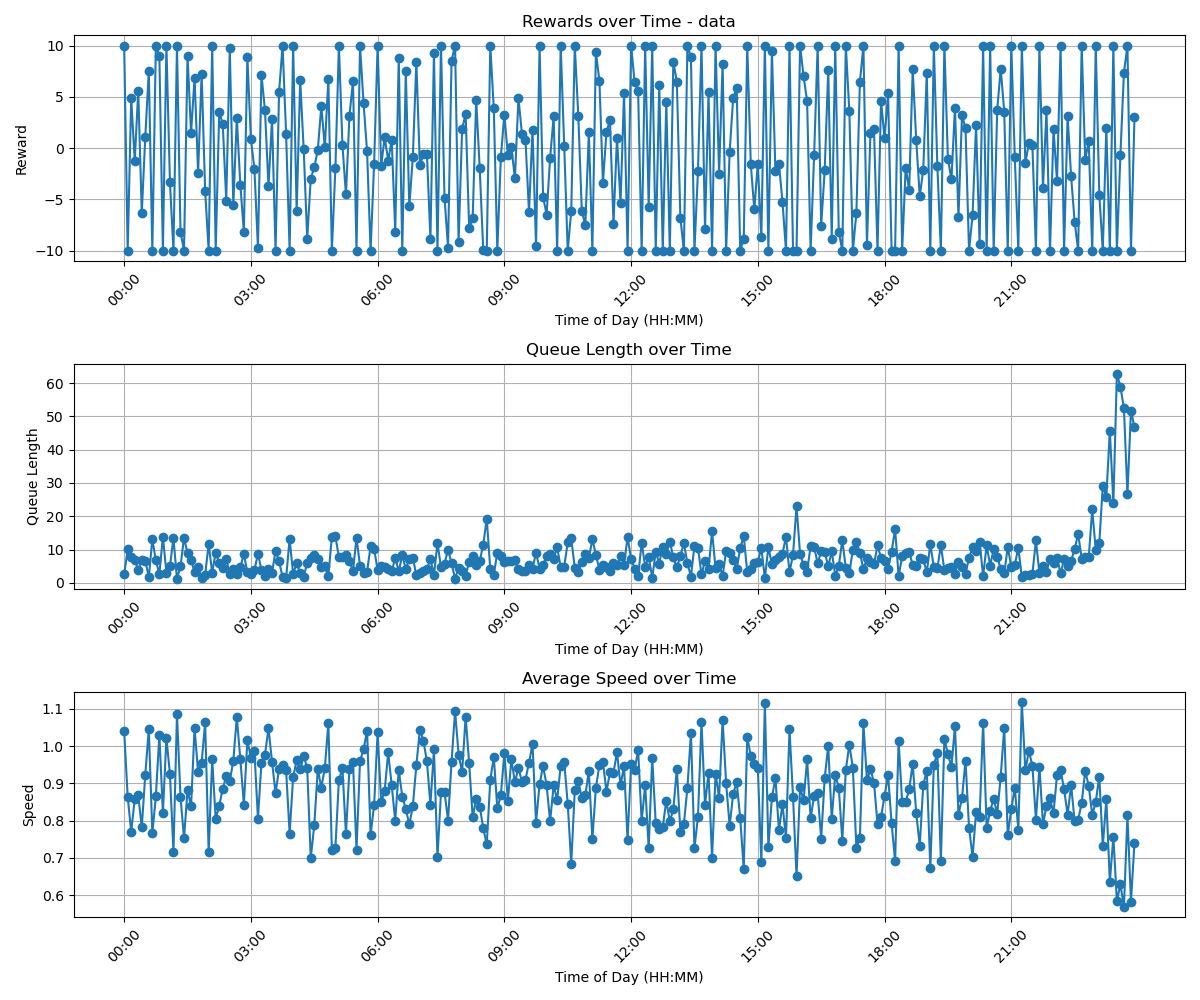 Rewards over Time - data
Reward
10
5
0
−5
−10
00:00 03:00 06:00 09:00 12:00 15:00 18:00 21:00
Time of Day (HH:MM)
Queue Length over Time
Queue Length
60
50
40
30
20
10
0
00:00 03:00 06:00 09:00 12:00 15:00 18:00 21:00
Time of Day (HH:MM)
Average Speed over Time
Speed
1.1
1.0
0.9
0.8
0.7
0.6
00:00 03:00 06:00 09:00 12:00 15:00 18:00 21:00
Time of Day (HH:MM)